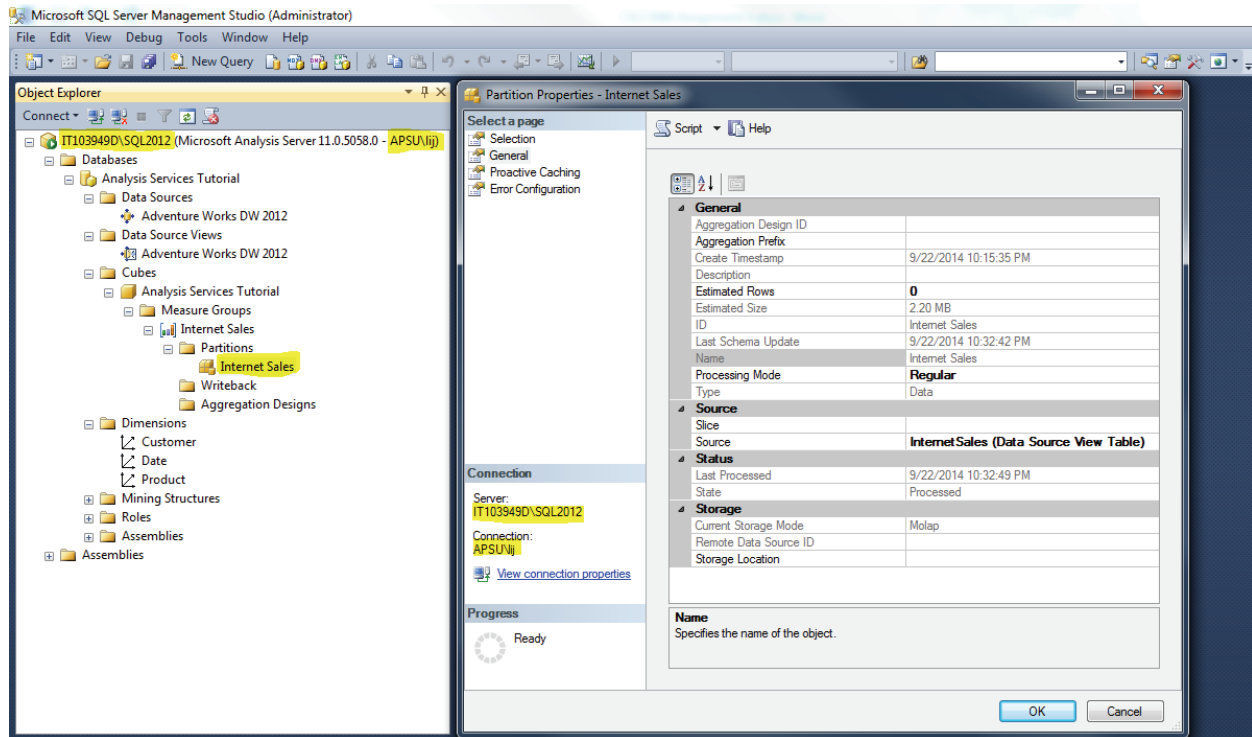 Microsoft SQL Server Management Studio (Administrator)
File Edit View Debug Tools Window Help
New Query
Object Explorer
Connect
IT103949D\SQL2012 (Microsoft Analysis Server 11.0.5058.0 - APSU\lij)
Databases
Analysis Services Tutorial
Data Sources
Adventure Works DW 2012
Data Source Views
Adventure Works DW 2012
Cubes
Analysis Services Tutorial
Measure Groups
Internet Sales
Partitions
Internet Sales
Writeback
Aggregation Designs
Dimensions
Customer
Date
Product
Mining Structures
Roles
Assemblies
Assemblies
Partition Properties - Internet Sales
Select a page
Selection
General
Proactive Caching
Error Configuration
Connection
Server:
IT103949D\SQL2012
Connection:
APSU\lij
View connection properties
Progress
Ready
Script Help
General
Aggregation Design ID
Aggregation Prefix
Create Timestamp 9/22/2014 10:15:35 PM
Description
Estimated Rows 0
Estimated Size 2.20 MB
ID Internet Sales
Last Schema Update 9/22/2014 10:32:42 PM
Name Internet Sales
Processing Mode Regular
Type Data
Source
Slice
Source InternetSales (Data Source View Table)
Status
Last Processed 9/22/2014 10:32:49 PM
State Processed
Storage
Current Storage Mode Molap
Remote Data Source ID
Storage Location
Name
Specifies the name of the object.
OK Cancel